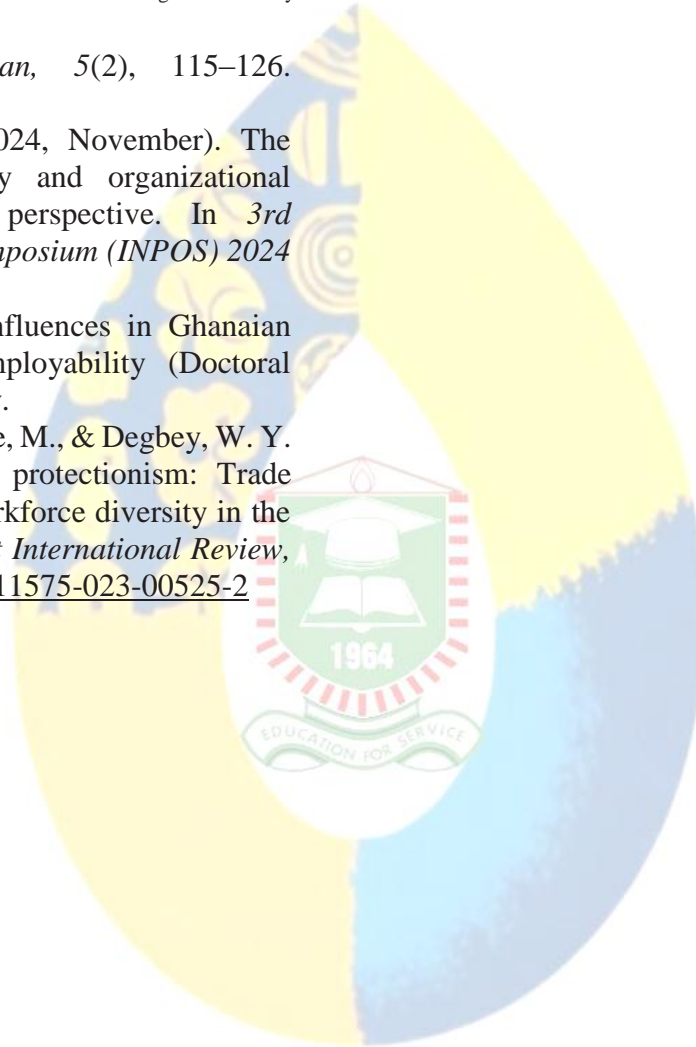 an, 5(2), 115–126.
024, November). The
y and organizational
perspective. In 3rd
mposium (INPOS) 2024
nfluences in Ghanaian
mployability (Doctoral
e, M., & Degbey, W. Y.
protectionism: Trade
rkforce diversity in the
t International Review,
11575-023-00525-2
1964
EDUCATION FOR SERVICE